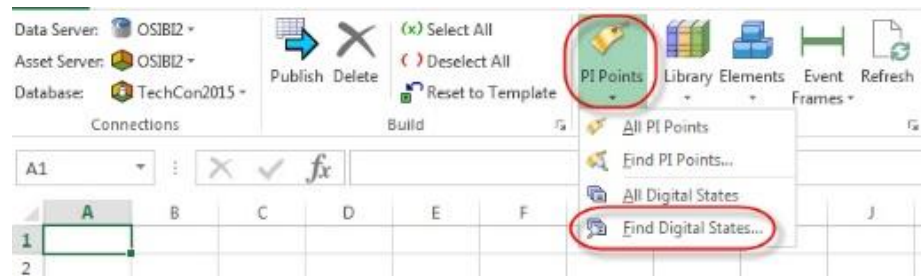 Data Server: OSIBI2
Asset Server: OSIBI2
Database: TechCon2015
Connections
Publish
Delete
(x) Select All
( ) Deselect All
Reset to Template
Build
PI Points
Library
Elements
Event Frames
Refresh
All PI Points
Find PI Points...
All Digital States
Find Digital States...
A1
fx
A B C D E F J
1
2